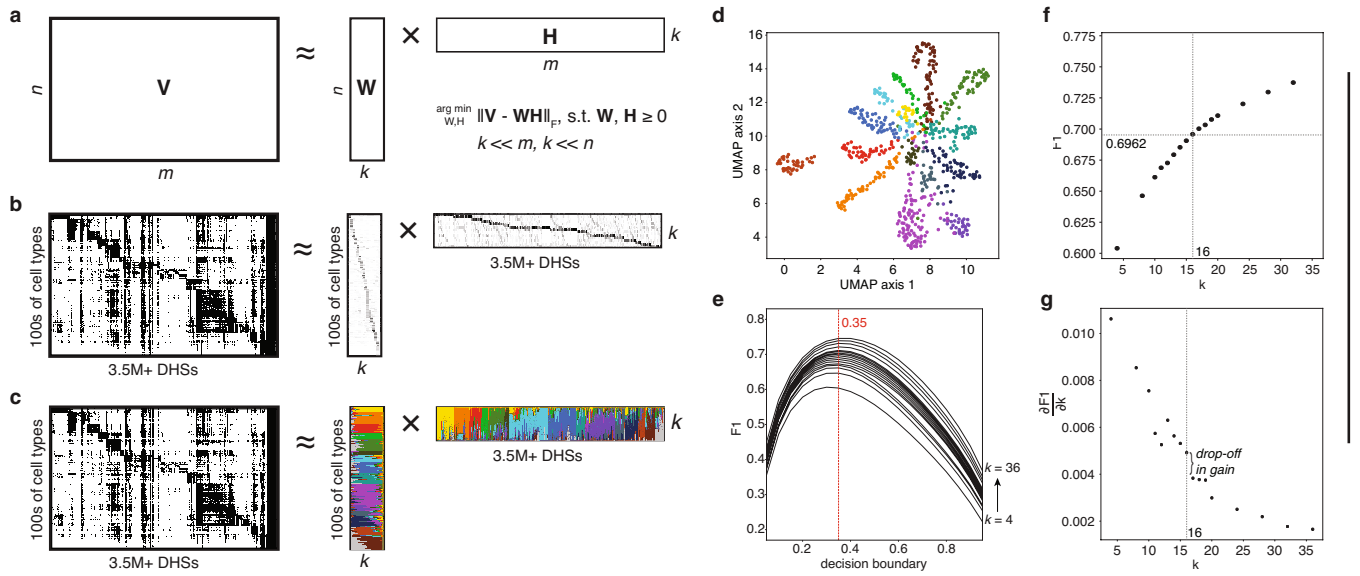 a
n
V
m
≈
n
W
k
×
H
k
m
arg min
W,H
‖V - WH‖F, s.t. W, H ≥ 0
k << m, k << n
b
100s of cell types
3.5M+ DHSs
≈
100s of cell types
k
×
k
3.5M+ DHSs
c
100s of cell types
3.5M+ DHSs
≈
100s of cell types
k
×
k
3.5M+ DHSs
d
UMAP axis 2
16
14
12
10
8
6
4
0 2 4 6 8 10
UMAP axis 1
e
F1
0.8
0.7
0.6
0.5
0.4
0.3
0.2
0.35
k = 36
k = 4
0.2 0.4 0.6 0.8
decision boundary
f
F1
0.775
0.750
0.725
0.700
0.675
0.650
0.625
0.600
0.6962
16
5 10 15 20 25 30 35
k
g
∂F1
∂k
0.010
0.008
0.006
0.004
0.002
drop-off
in gain
16
5 10 15 20 25 30 35
k